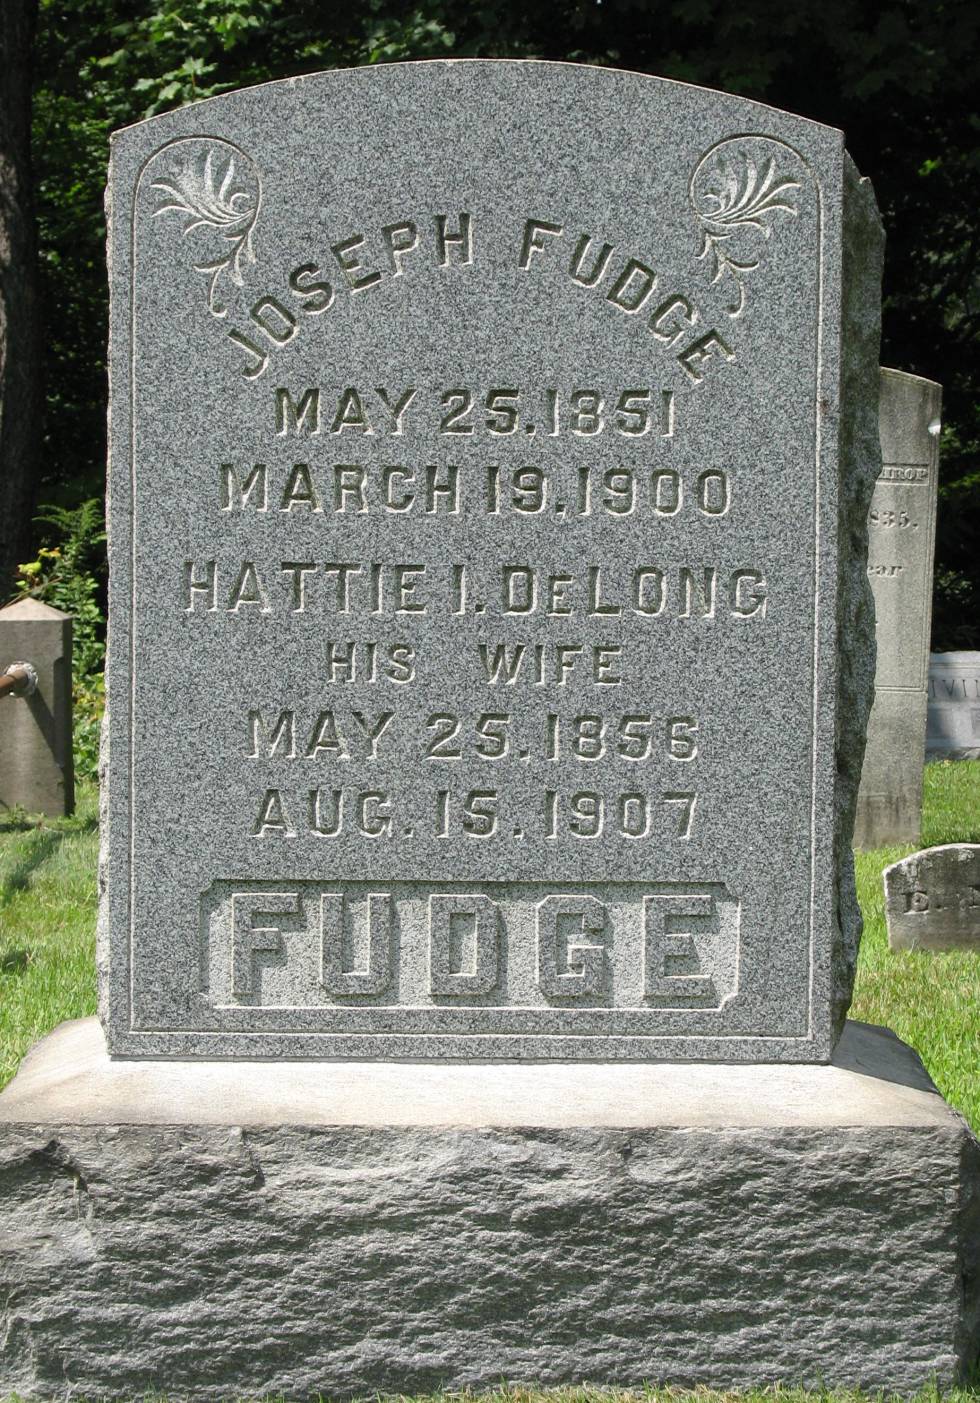 JOSEPH FUDGE
MAY 25. 1851
MARCH 19, 1900
HATTIE I. DELONG
HIS WIFE
MAY 25. 1856
AUG. 15. 1907
FUDGE
835.